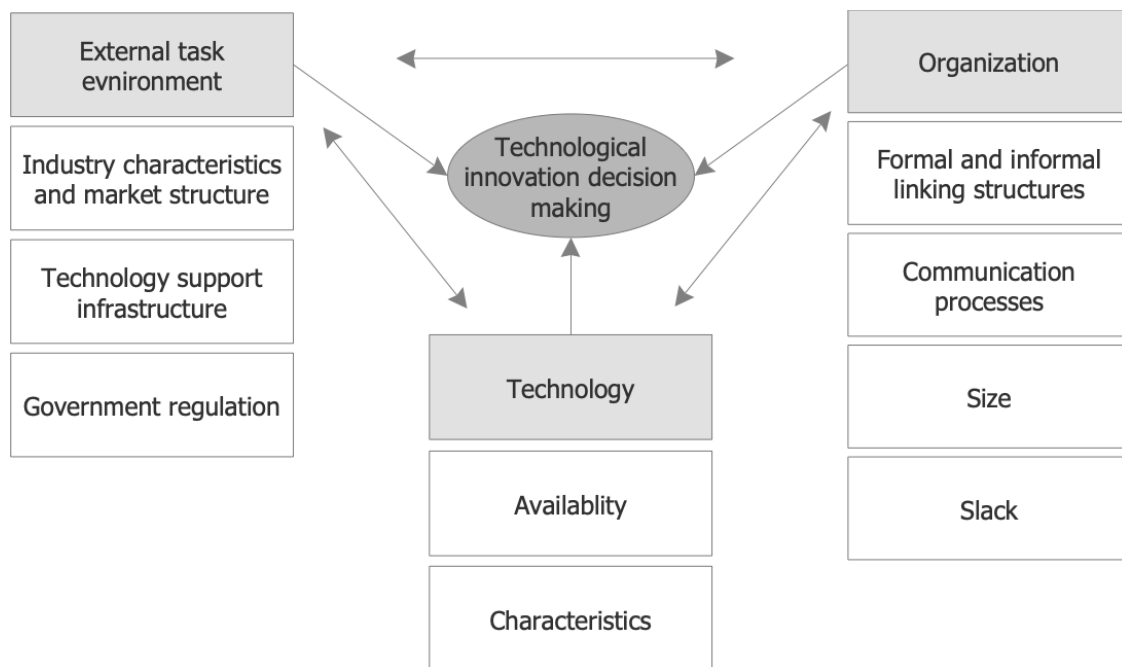 External task
evnironment
Industry characteristics
and market structure
Technology support
infrastructure
Government regulation
Technological
innovation decision
making
Technology
Availablity
Characteristics
Organization
Formal and informal
linking structures
Communication
processes
Size
Slack